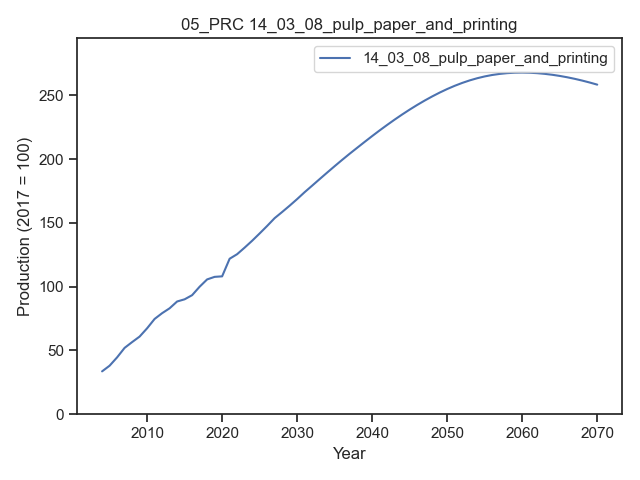 05_PRC 14_03_08_pulp_paper_and_printing
14_03_08_pulp_paper_and_printing
Production (2017 = 100)
250
200
150
100
50
0
2010 2020 2030 2040 2050 2060 2070
Year